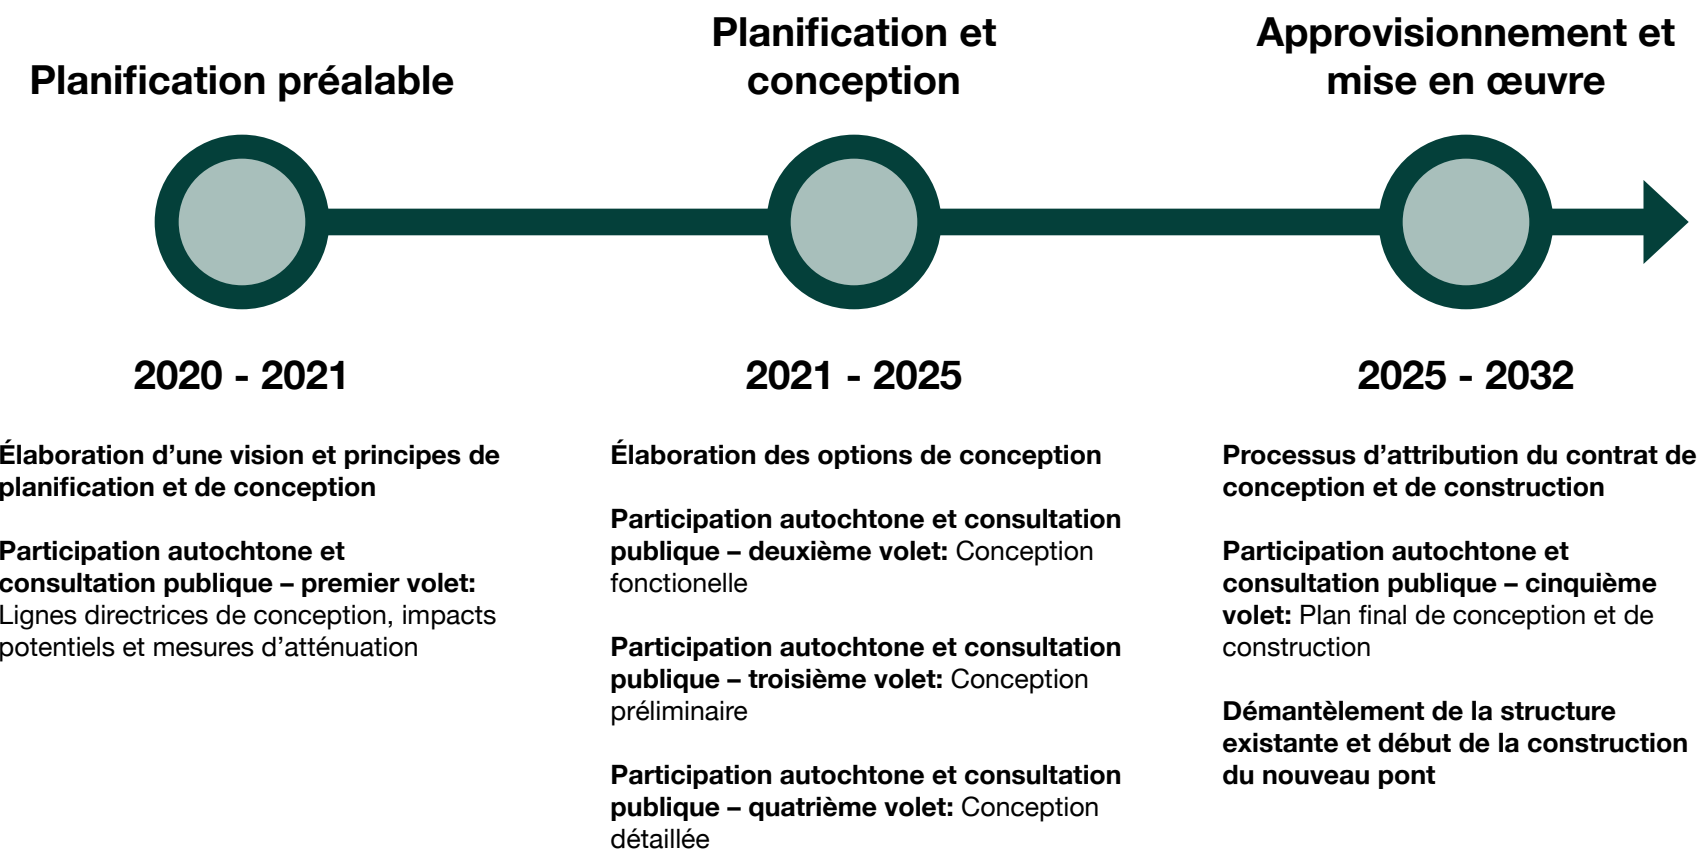 Planification préalable
Planification et
conception
Approvisionnement et
mise en œuvre
2020 - 2021
2021 - 2025
2025 - 2032
Élaboration d’une vision et principes de
planification et de conception
Participation autochtone et
consultation publique – premier volet:
Lignes directrices de conception, impacts
potentiels et mesures d’atténuation
Élaboration des options de conception
Participation autochtone et consultation
publique – deuxième volet: Conception
fonctionelle
Participation autochtone et consultation
publique – troisième volet: Conception
préliminaire
Participation autochtone et consultation
publique – quatrième volet: Conception
détaillée
Processus d’attribution du contrat de
conception et de construction
Participation autochtone et
consultation publique – cinquième
volet: Plan final de conception et de
construction
Démantèlement de la structure
existante et début de la construction
du nouveau pont